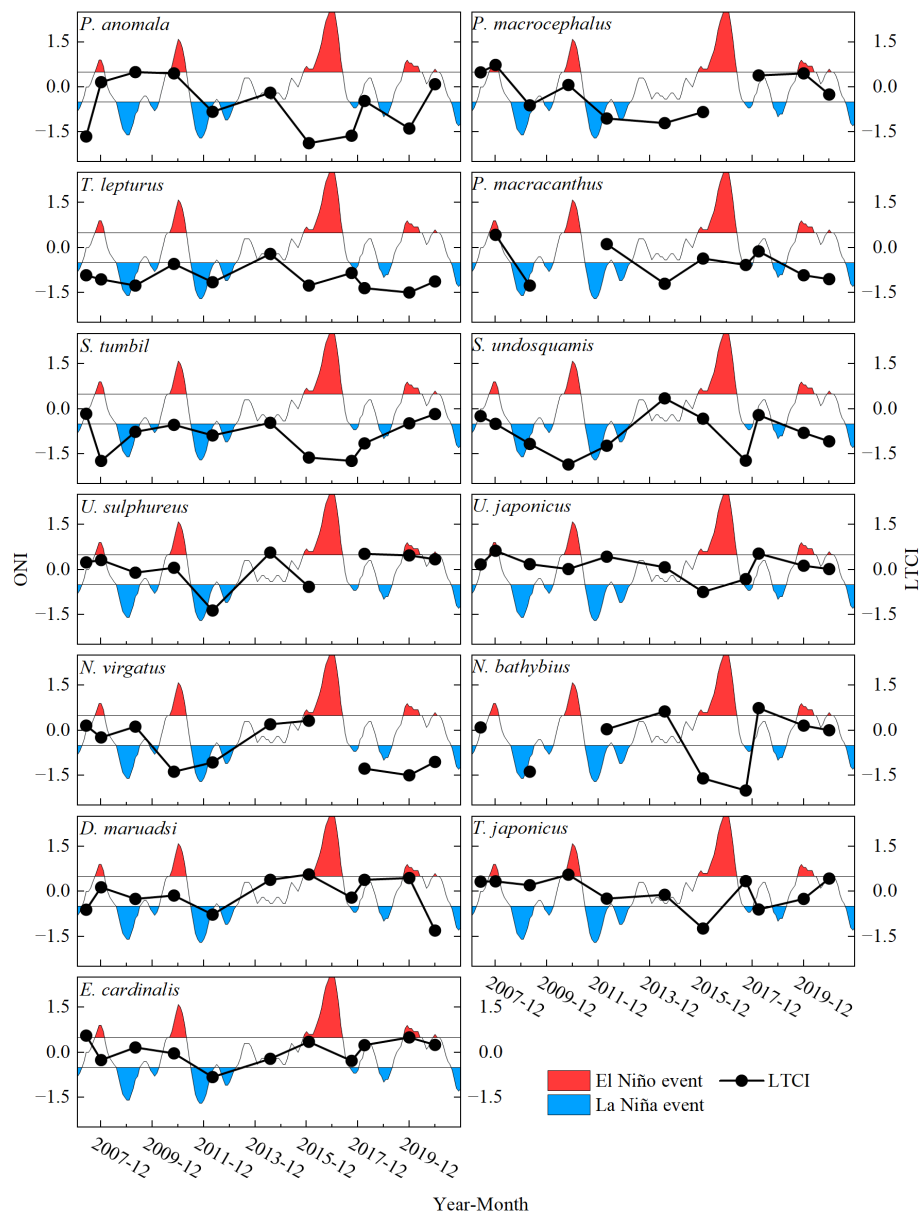 P. anomala
P. macrocephalus
1.5
0.0
−1.5
1.5
0.0
−1.5
T. lepturus
P. macracanthus
1.5
0.0
−1.5
1.5
0.0
−1.5
S. tumbil
S. undosquamis
1.5
0.0
−1.5
1.5
0.0
−1.5
U. sulphureus
U. japonicus
1.5
0.0
−1.5
1.5
0.0
−1.5
ONI
LTCI
N. virgatus
N. bathybius
1.5
0.0
−1.5
1.5
0.0
−1.5
D. maruadsi
T. japonicus
1.5
0.0
−1.5
1.5
0.0
−1.5
2007-12
2009-12
2011-12
2013-12
2015-12
2017-12
2019-12
E. cardinalis
1.5
0.0
−1.5
1.5
0.0
−1.5
El Niño event
LTCI
La Niña event
2007-12
2009-12
2011-12
2013-12
2015-12
2017-12
2019-12
Year-Month